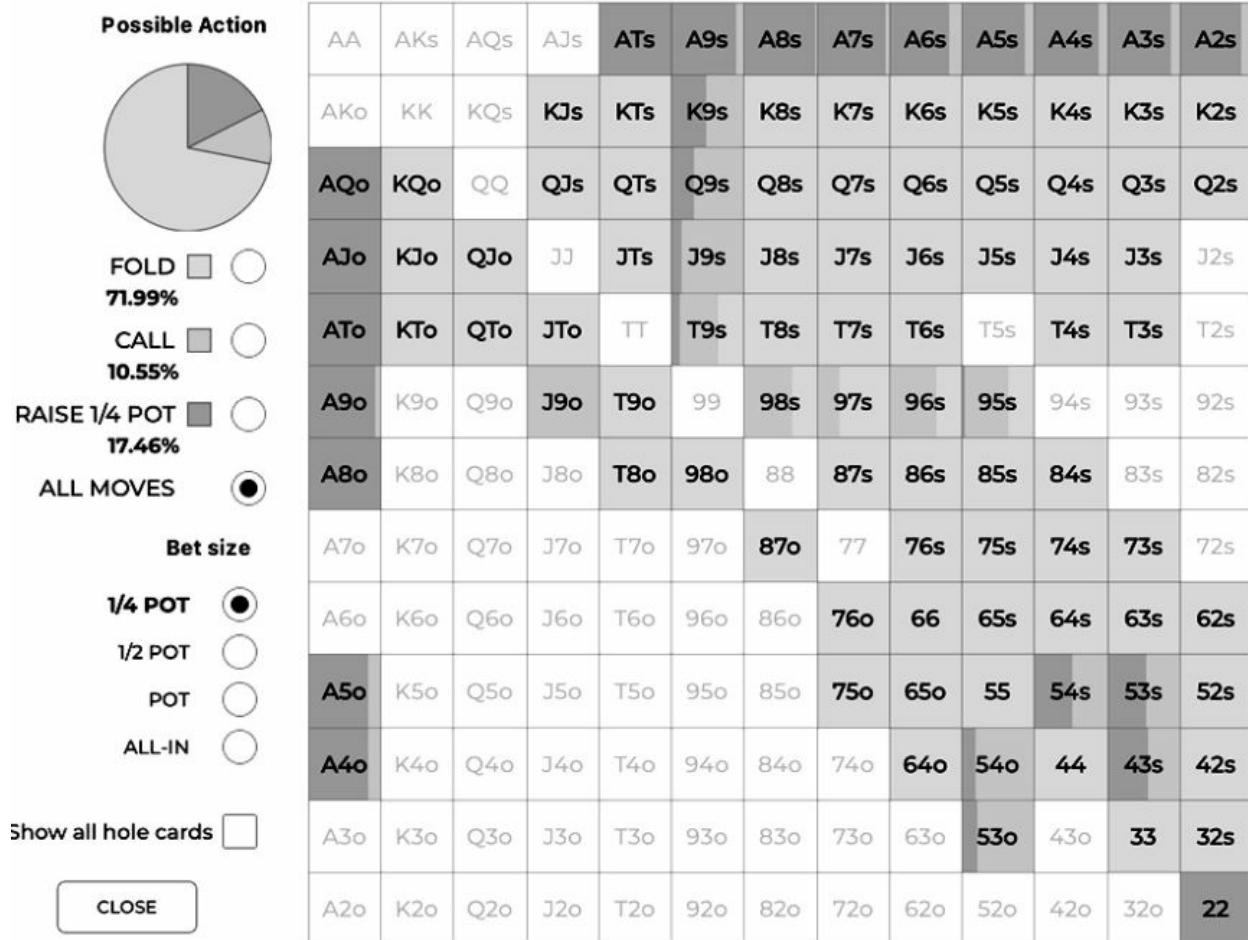 Possible Action
FOLD
71.99%
CALL
10.55%
RAISE 1/4 POT
17.46%
ALL MOVES
Bet size
1/4 POT
1/2 POT
POT
ALL-IN
Show all hole cards
CLOSE
AA AKs AQs AJs ATs A9s A8s A7s A6s A5s A4s A3s A2s
AKo KK KQs KJs KTs K9s K8s K7s K6s K5s K4s K3s K2s
AQo KQo QQ QJs QTs Q9s Q8s Q7s Q6s Q5s Q4s Q3s Q2s
AJo KJo QJo JJ JTs J9s J8s J7s J6s J5s J4s J3s J2s
ATo KTo QTo JTo TT T9s T8s T7s T6s T5s T4s T3s T2s
A9o K9o Q9o J9o T9o 99 98s 97s 96s 95s 94s 93s 92s
A8o K8o Q8o J8o T8o 98o 88 87s 86s 85s 84s 83s 82s
A7o K7o Q7o J7o T7o 97o 87o 77 76s 75s 74s 73s 72s
A6o K6o Q6o J6o T6o 96o 86o 76o 66 65s 64s 63s 62s
A5o K5o Q5o J5o T5o 95o 85o 75o 65o 55 54s 53s 52s
A4o K4o Q4o J4o T4o 94o 84o 74o 64o 54o 44 43s 42s
A3o K3o Q3o J3o T3o 93o 83o 73o 63o 53o 43o 33 32s
A2o K2o Q2o J2o T2o 92o 82o 72o 62o 52o 42o 32o 22